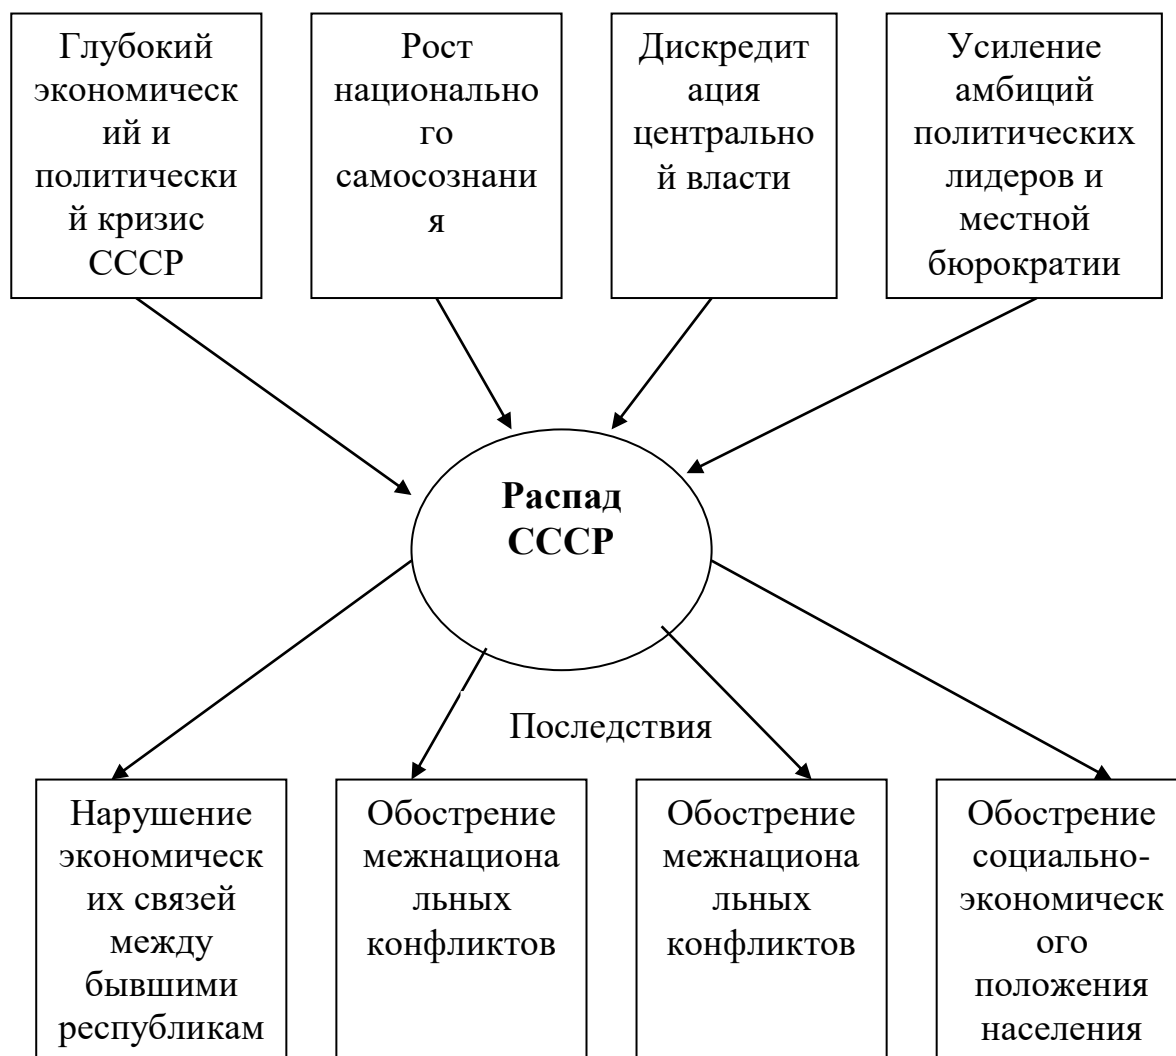 Глубокий
экономическ
ий и
политически
й кризис
СССР
Рост
национально
го
самосознани
я
Дискредит
ация
центрально
й власти
Усиление
амбиций
политических
лидеров и
местной
бюрократии
Распад
СССР
Последствия
Нарушение
экономическ
их связей
между
бывшими
республикам
Обострение
межнациона
льных
конфликтов
Обострение
межнациона
льных
конфликтов
Обострение
социально-
экономическ
ого
положения
населения